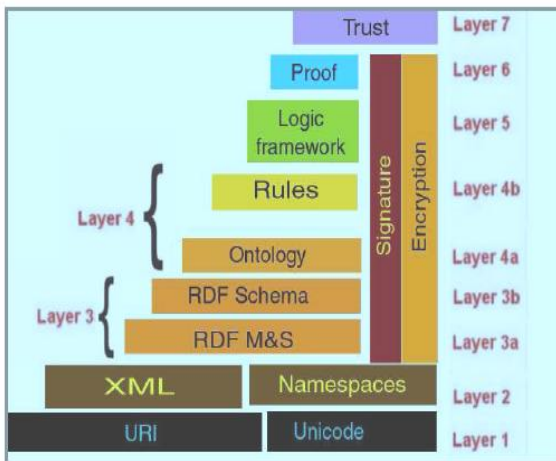 Trust Layer 7
Proof Layer 6
Logic
framework Layer 5
Rules Layer 4b
Layer 4
Ontology Layer 4a
RDF Schema Layer 3b
Layer 3
RDF M&S Layer 3a
Signature
Encryption
XML Namespaces Layer 2
URI Unicode Layer 1